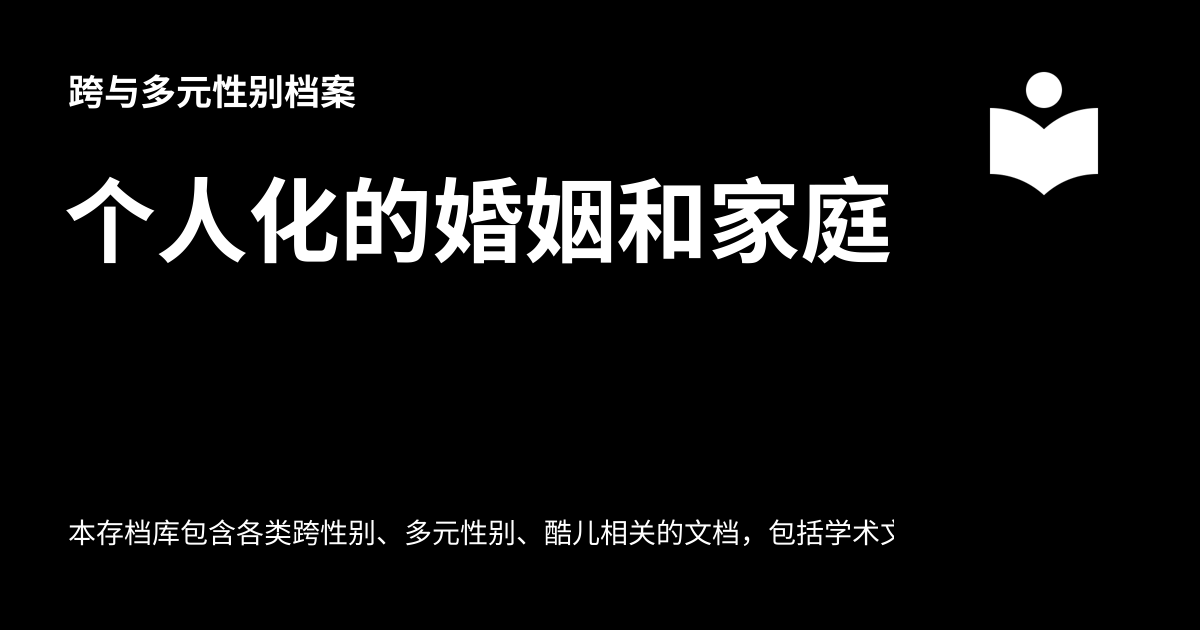 跨与多元性别档案
个人化的婚姻和家庭
本存档库包含各类跨性别、多元性别、酷儿相关的文档，包括学术